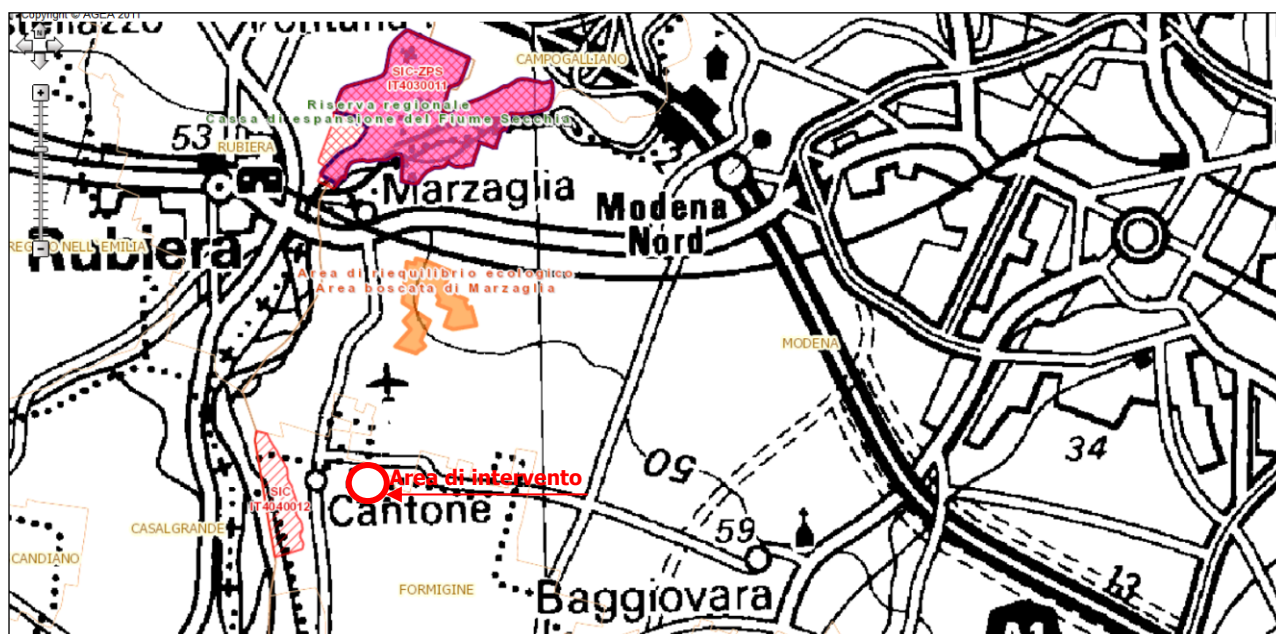 Copyright © AGEA 2011
CAMPOGALLIANO
SIC-ZPS
IT4030011
Riserva regionale
Cassa di espansione del Fiume Secchia
53
RUBIERA
Marzaglia
Modena
Nord
REGGIO NELL'EMILIA
Rubiera
Area di riequilibrio ecologico
Area boscata di Marzaglia
MODENA
34
50
Area di intervento
SIC
IT4040012
Cantone
CASALGRANDE
59
CANDIANO
FORMIGINE
13
Baggiovara